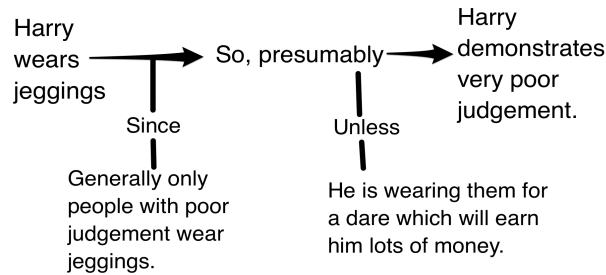 Harry
wears
jeggings
So, presumably
Harry
demonstrates
very poor
judgement.
Since
Unless
Generally only
people with poor
judgement wear
jeggings.
He is wearing them for
a dare which will earn
him lots of money.